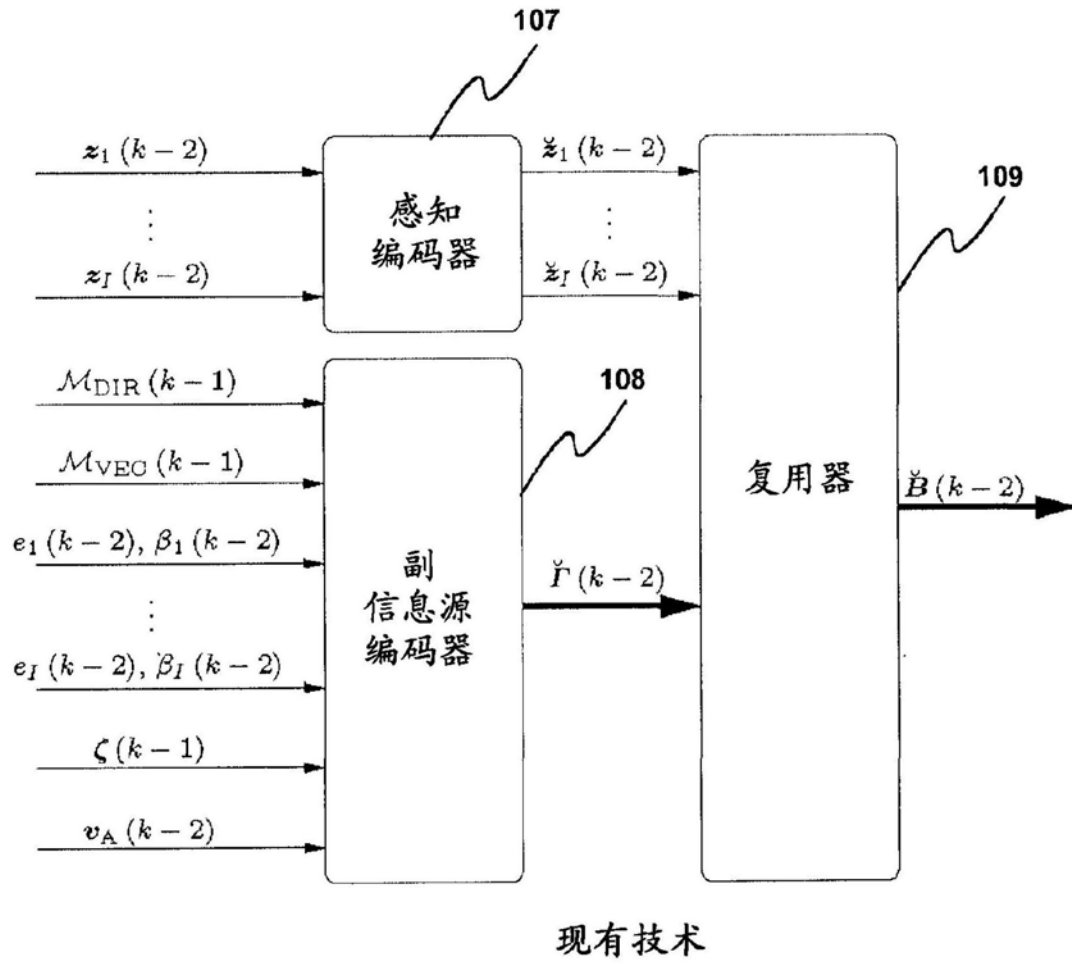 107
z₁(k−2)
⋮
z_I(k−2)
感知
编码器
z̆₁(k−2)
⋮
z̆_I(k−2)
109
M_DIR(k−1)
M_VEC(k−1)
e₁(k−2), β₁(k−2)
⋮
e_I(k−2), β_I(k−2)
ζ(k−1)
v_A(k−2)
108
副
信息源
编码器
Γ̆(k−2)
复用器
B̆(k−2)
现有技术